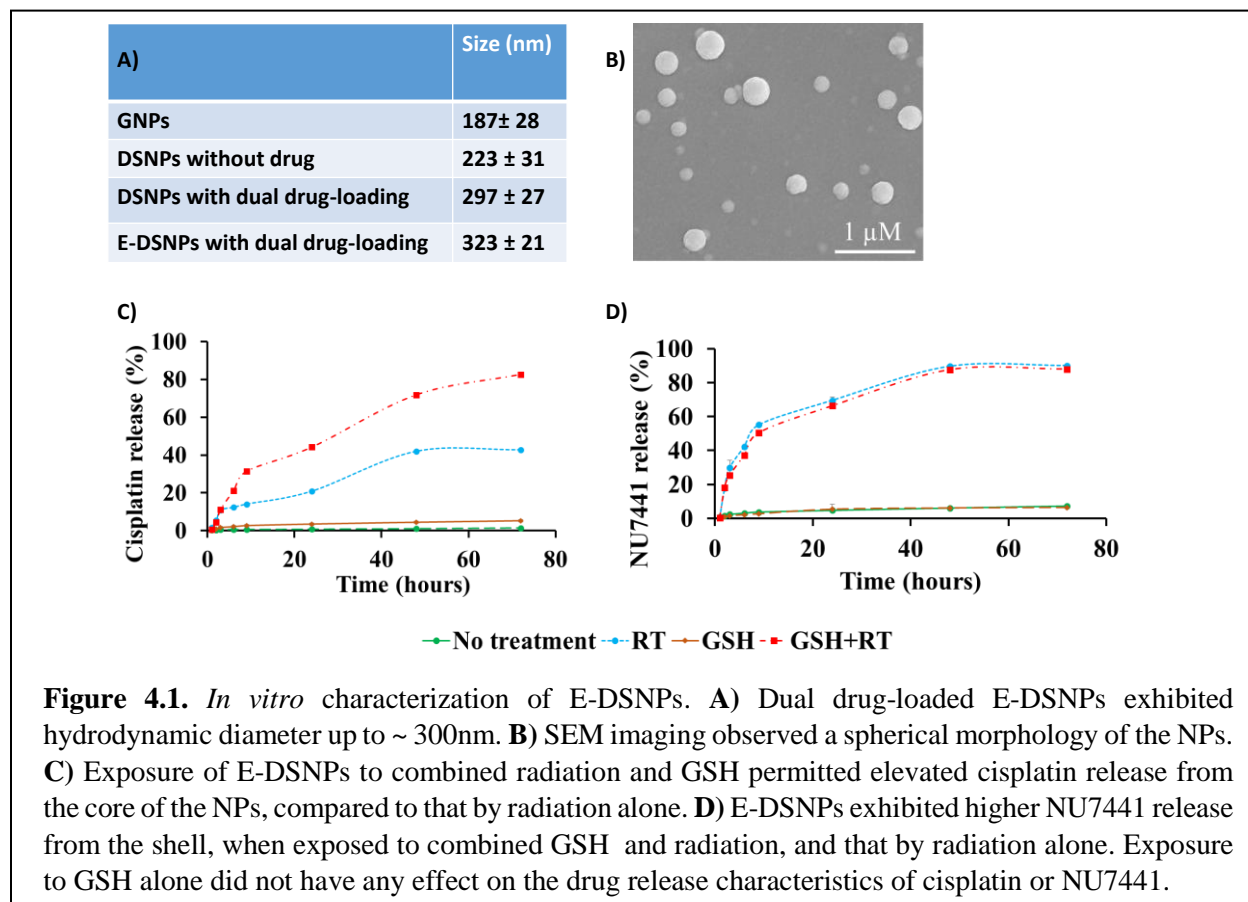 A)
Size (nm)
GNPs
187± 28
DSNPs without drug
223 ± 31
DSNPs with dual drug-loading
297 ± 27
E-DSNPs with dual drug-loading
323 ± 21
B)
1 µM
C)
Cisplatin release (%)
100
80
60
40
20
0
0 20 40 60 80
Time (hours)
D)
NU7441 release (%)
100
80
60
40
20
0
0 20 40 60 80
Time (hours)
No treatment RT GSH GSH+RT
Figure 4.1. In vitro characterization of E-DSNPs. A) Dual drug-loaded E-DSNPs exhibited
hydrodynamic diameter up to ~ 300nm. B) SEM imaging observed a spherical morphology of the NPs.
C) Exposure of E-DSNPs to combined radiation and GSH permitted elevated cisplatin release from
the core of the NPs, compared to that by radiation alone. D) E-DSNPs exhibited higher NU7441 release
from the shell, when exposed to combined GSH and radiation, and that by radiation alone. Exposure
to GSH alone did not have any effect on the drug release characteristics of cisplatin or NU7441.